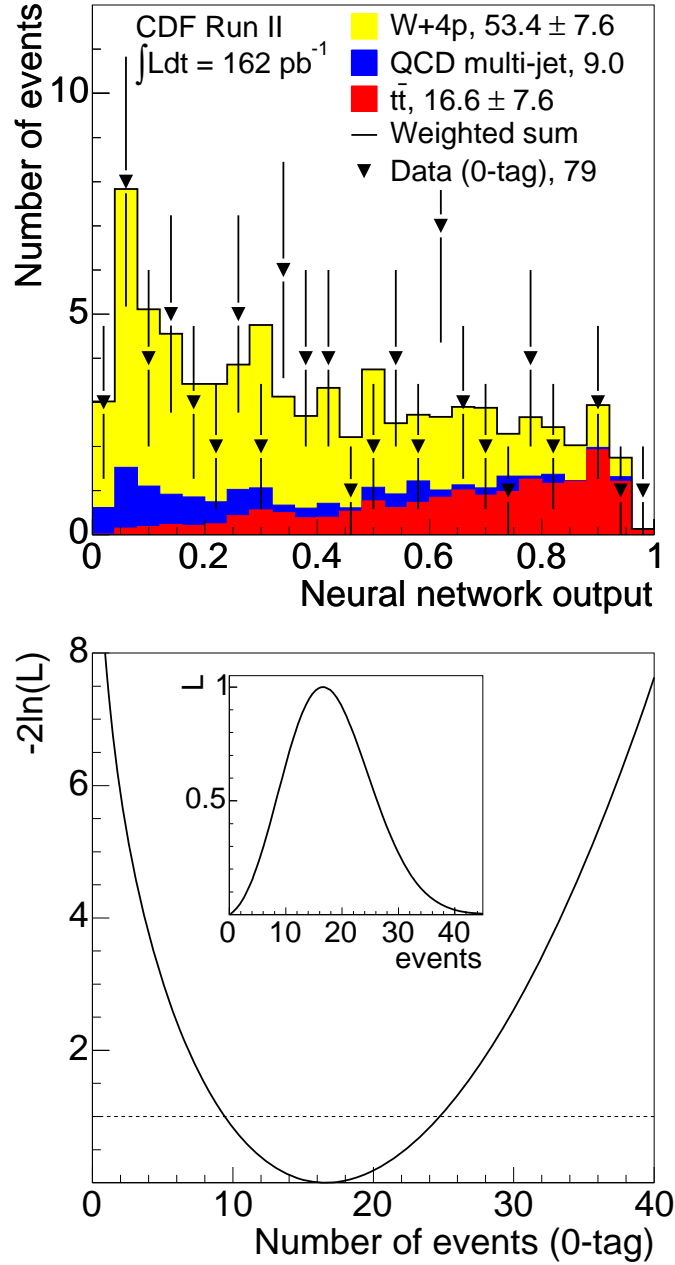 CDF Run II
∫Ldt = 162 pb⁻¹
W+4p, 53.4 ± 7.6
QCD multi-jet, 9.0
tt̄, 16.6 ± 7.6
Weighted sum
Data (0-tag), 79
Number of events
10
5
0
0 0.2 0.4 0.6 0.8 1
Neural network output
-2ln(L)
8
6
4
2
L
1
0.5
0 10 20 30 40
events
0 10 20 30 40
Number of events (0-tag)